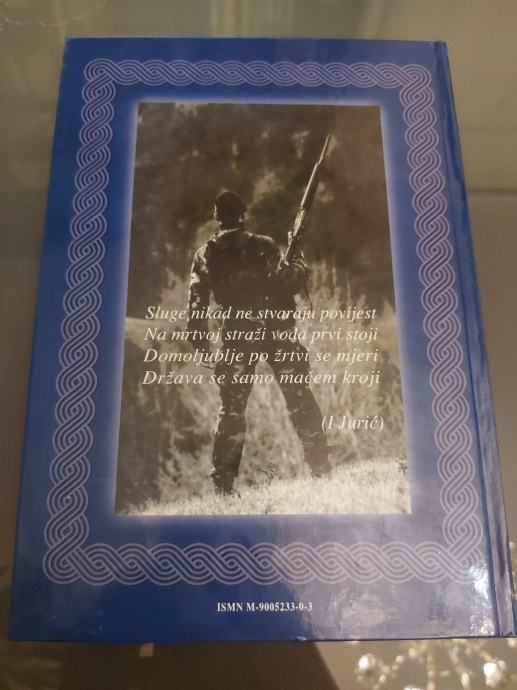 Sluge nikad ne stvaraju povijest
Na mrtvoj straži vođa prvi stoji
Domoljublje po žrtvi se mjeri
Država se samo mačem kroji
(I Jurić)
ISMN M-9005233-0-3